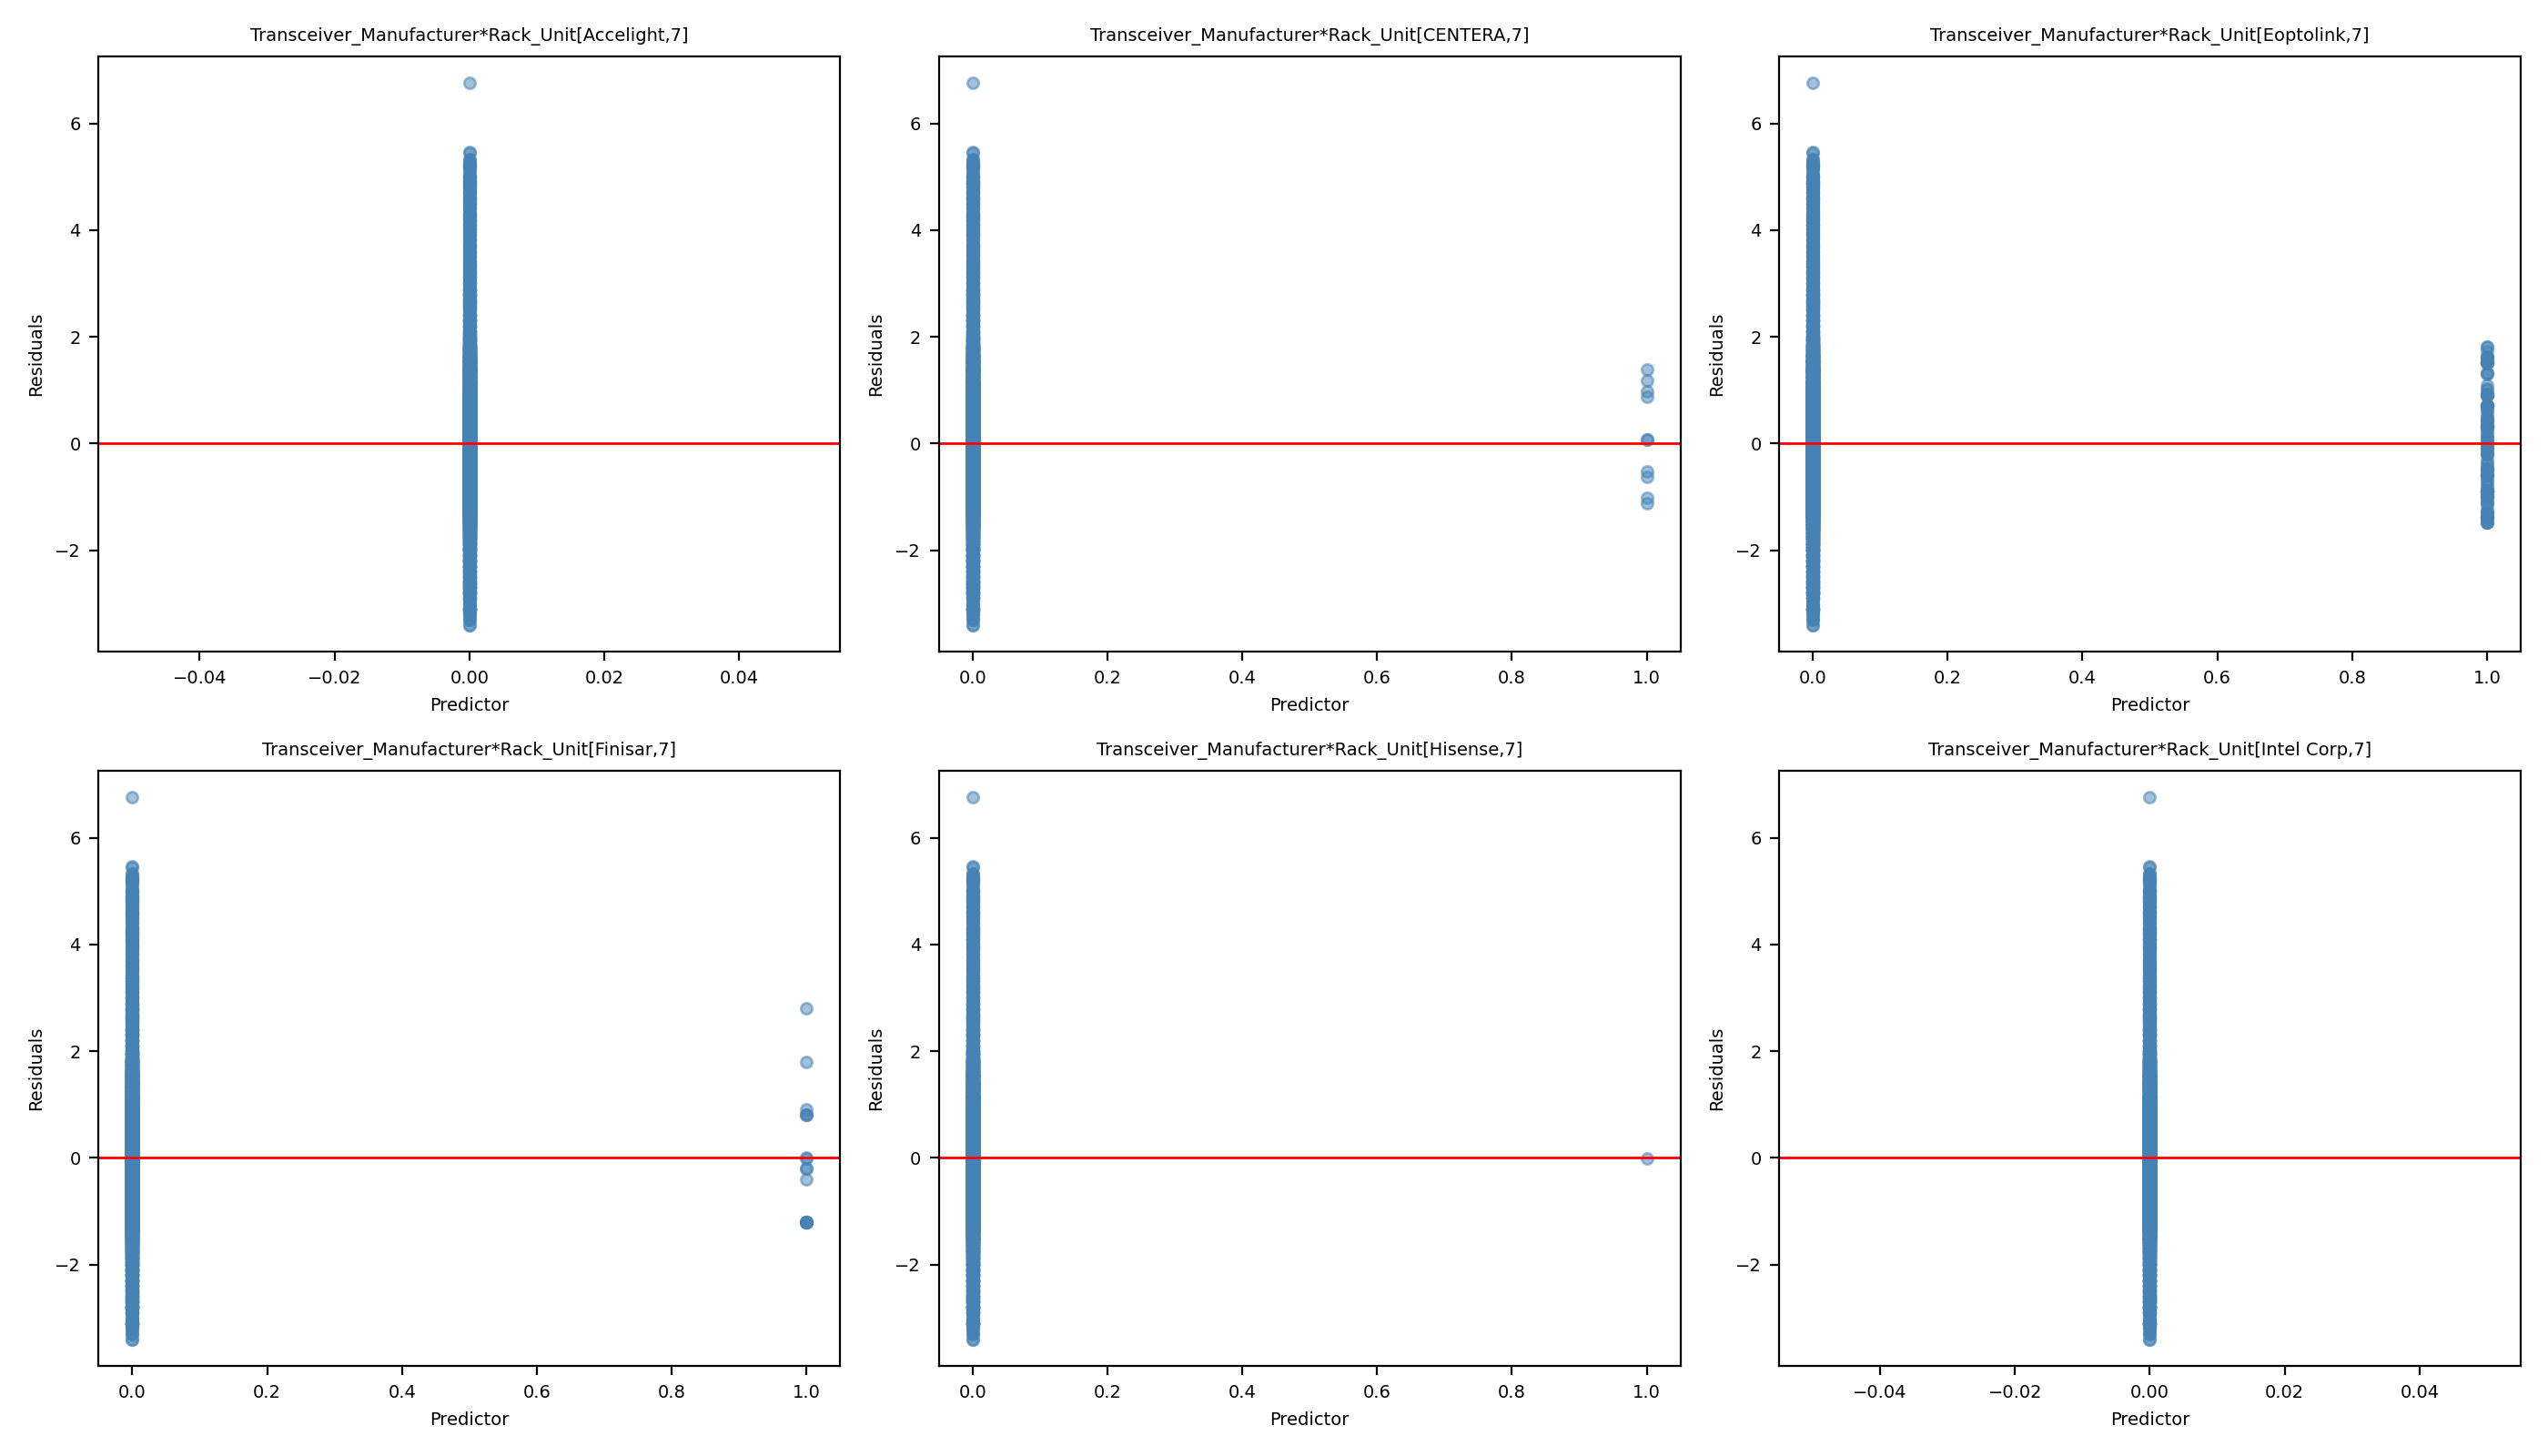 Transceiver_Manufacturer*Rack_Unit[Accelight,7]
Residuals
6
4
2
0
−2
−0.04 −0.02 0.00 0.02 0.04
Predictor
Transceiver_Manufacturer*Rack_Unit[CENTERA,7]
Residuals
6
4
2
0
−2
0.0 0.2 0.4 0.6 0.8 1.0
Predictor
Transceiver_Manufacturer*Rack_Unit[Eoptolink,7]
Residuals
6
4
2
0
−2
0.0 0.2 0.4 0.6 0.8 1.0
Predictor
Transceiver_Manufacturer*Rack_Unit[Finisar,7]
Residuals
6
4
2
0
−2
0.0 0.2 0.4 0.6 0.8 1.0
Predictor
Transceiver_Manufacturer*Rack_Unit[Hisense,7]
Residuals
6
4
2
0
−2
0.0 0.2 0.4 0.6 0.8 1.0
Predictor
Transceiver_Manufacturer*Rack_Unit[Intel Corp,7]
Residuals
6
4
2
0
−2
−0.04 −0.02 0.00 0.02 0.04
Predictor